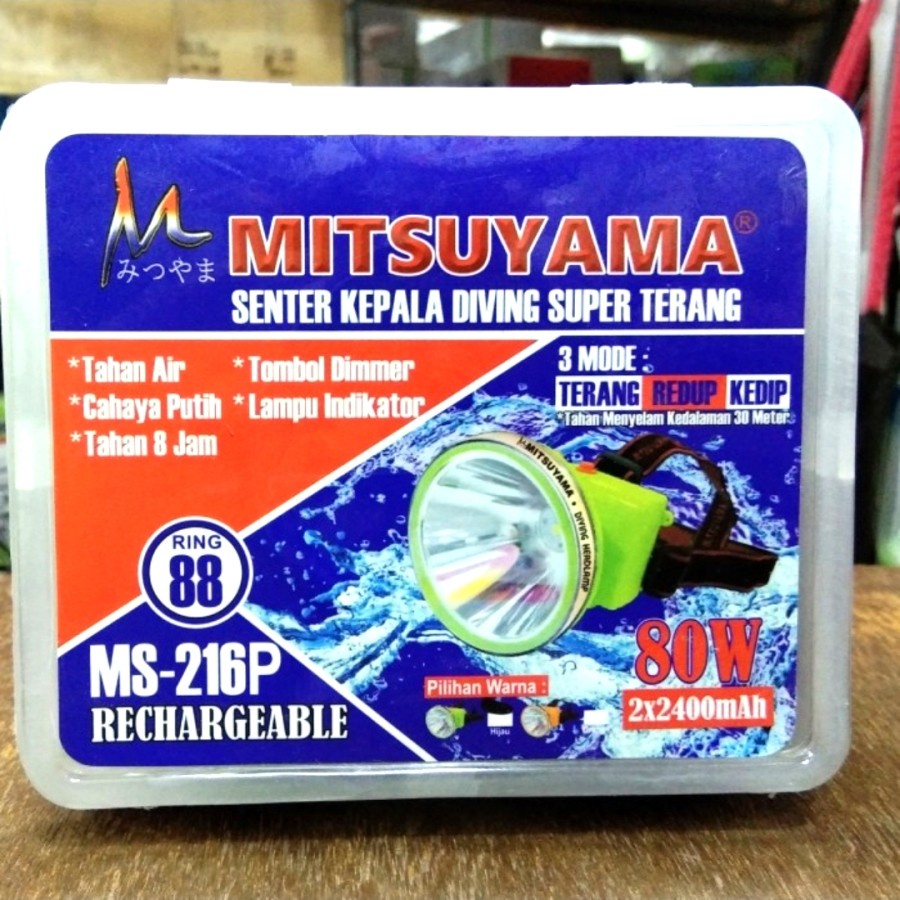 みつやま
MITSUYAMA®
SENTER KEPALA DIVING SUPER TERANG
*Tahan Air
*Cahaya Putih
*Tahan 8 Jam
*Tombol Dimmer
*Lampu Indikator
3 MODE :
TERANG REDUP KEDIP
*Tahan Menyelam Kedalaman 30 Meter
MITSUYAMA • DIVING HEADLAMP
RING
88
MS-216P
RECHARGEABLE
80W
2x2400mAh
Pilihan Warna :
Hijau